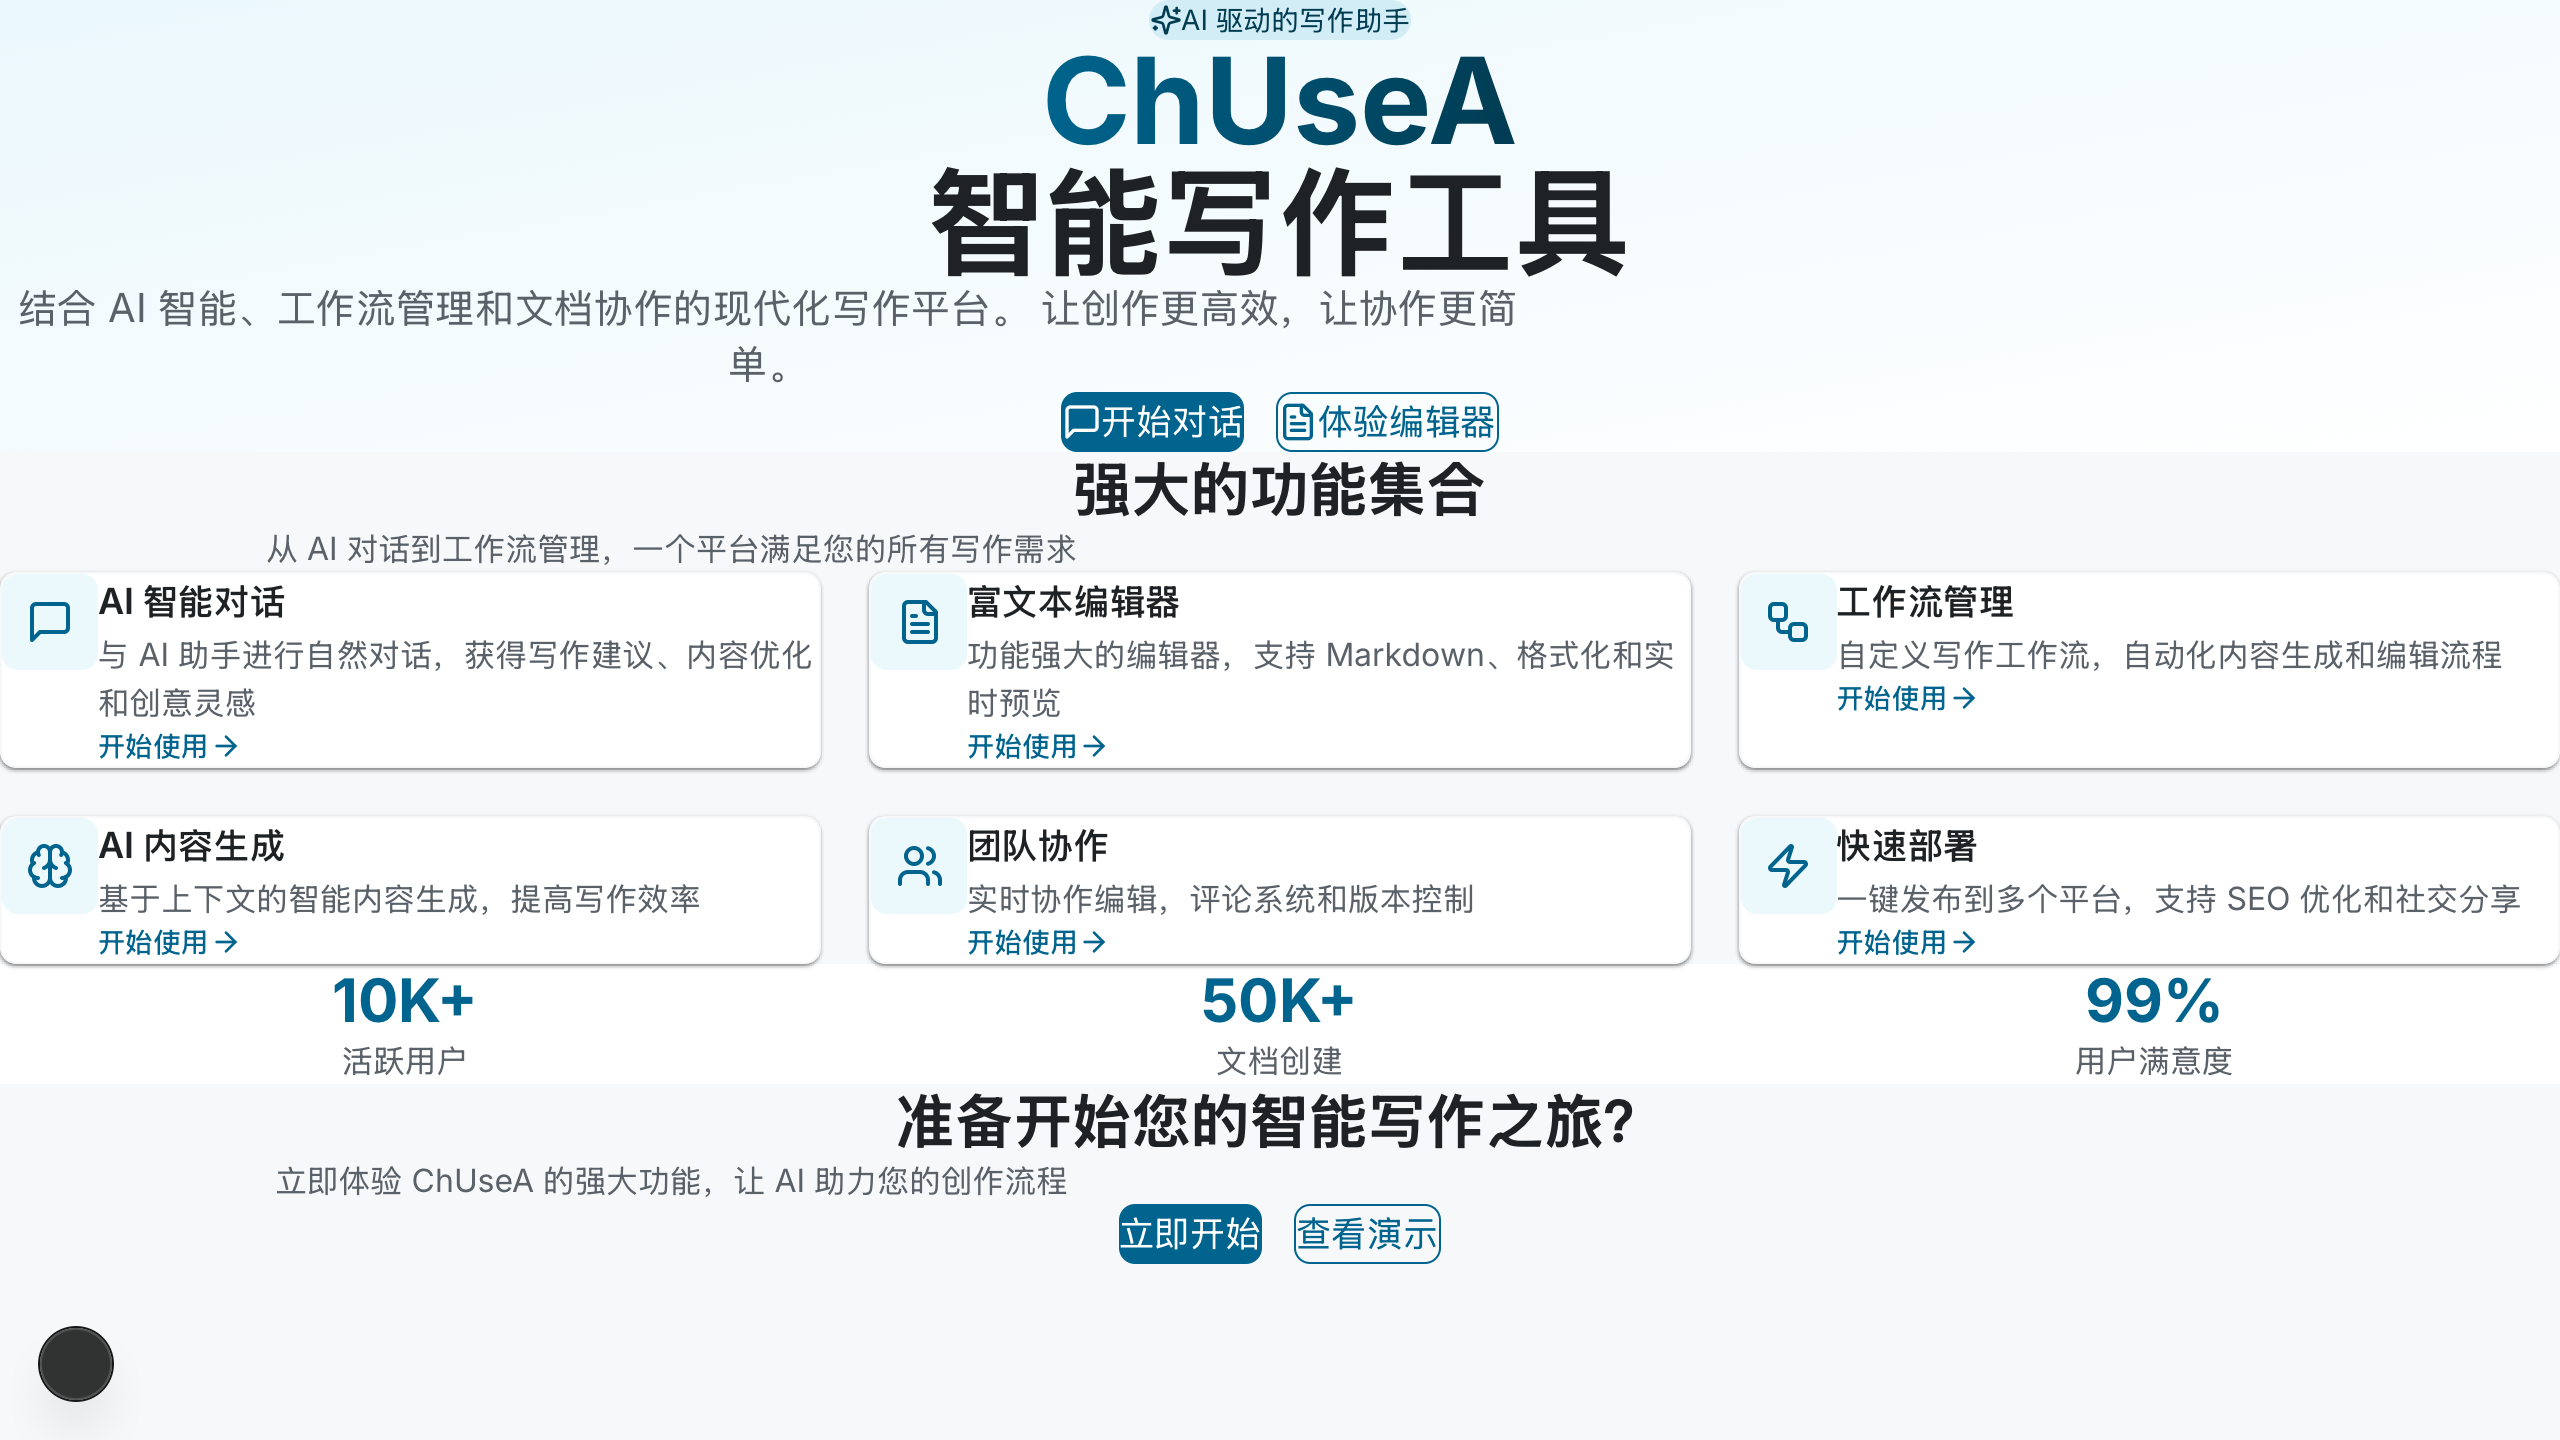 AI 驱动的写作助手
ChUseA
智能写作工具
结合 AI 智能、工作流管理和文档协作的现代化写作平台。 让创作更高效，让协作更简
单。
开始对话
体验编辑器
强大的功能集合
从 AI 对话到工作流管理，一个平台满足您的所有写作需求
AI 智能对话
与 AI 助手进行自然对话，获得写作建议、内容优化
和创意灵感
开始使用
富文本编辑器
功能强大的编辑器，支持 Markdown、格式化和实
时预览
开始使用
工作流管理
自定义写作工作流，自动化内容生成和编辑流程
开始使用
AI 内容生成
基于上下文的智能内容生成，提高写作效率
开始使用
团队协作
实时协作编辑，评论系统和版本控制
开始使用
快速部署
一键发布到多个平台，支持 SEO 优化和社交分享
开始使用
10K+
活跃用户
50K+
文档创建
99%
用户满意度
准备开始您的智能写作之旅?
立即体验 ChUseA 的强大功能，让 AI 助力您的创作流程
立即开始
查看演示